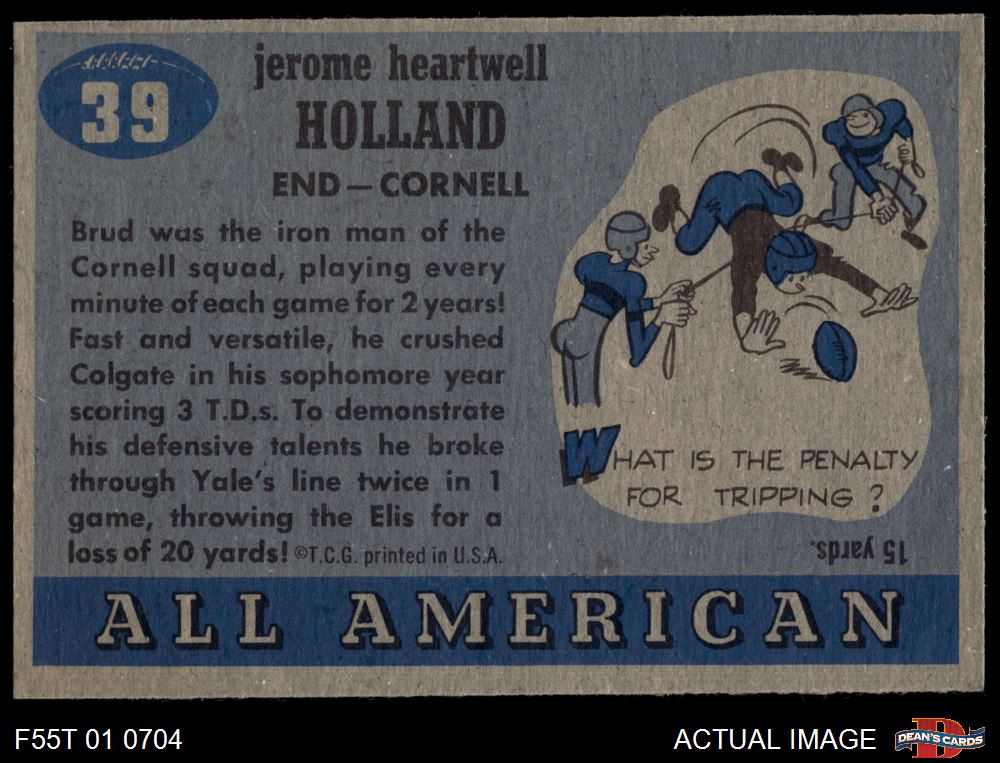 39
jerome heartwell
HOLLAND
END—CORNELL
Brud was the iron man of the
Cornell squad, playing every
minute of each game for 2 years!
Fast and versatile, he crushed
Colgate in his sophomore year
scoring 3 T.D.s. To demonstrate
his defensive talents he broke
through Yale's line twice in 1
game, throwing the Elis for a
loss of 20 yards! ©T.C.G. printed in U.S.A.
WHAT IS THE PENALTY
FOR TRIPPING ?
15 yards.
ALL AMERICAN
F55T 01 0704
ACTUAL IMAGE
DEAN'S CARDS